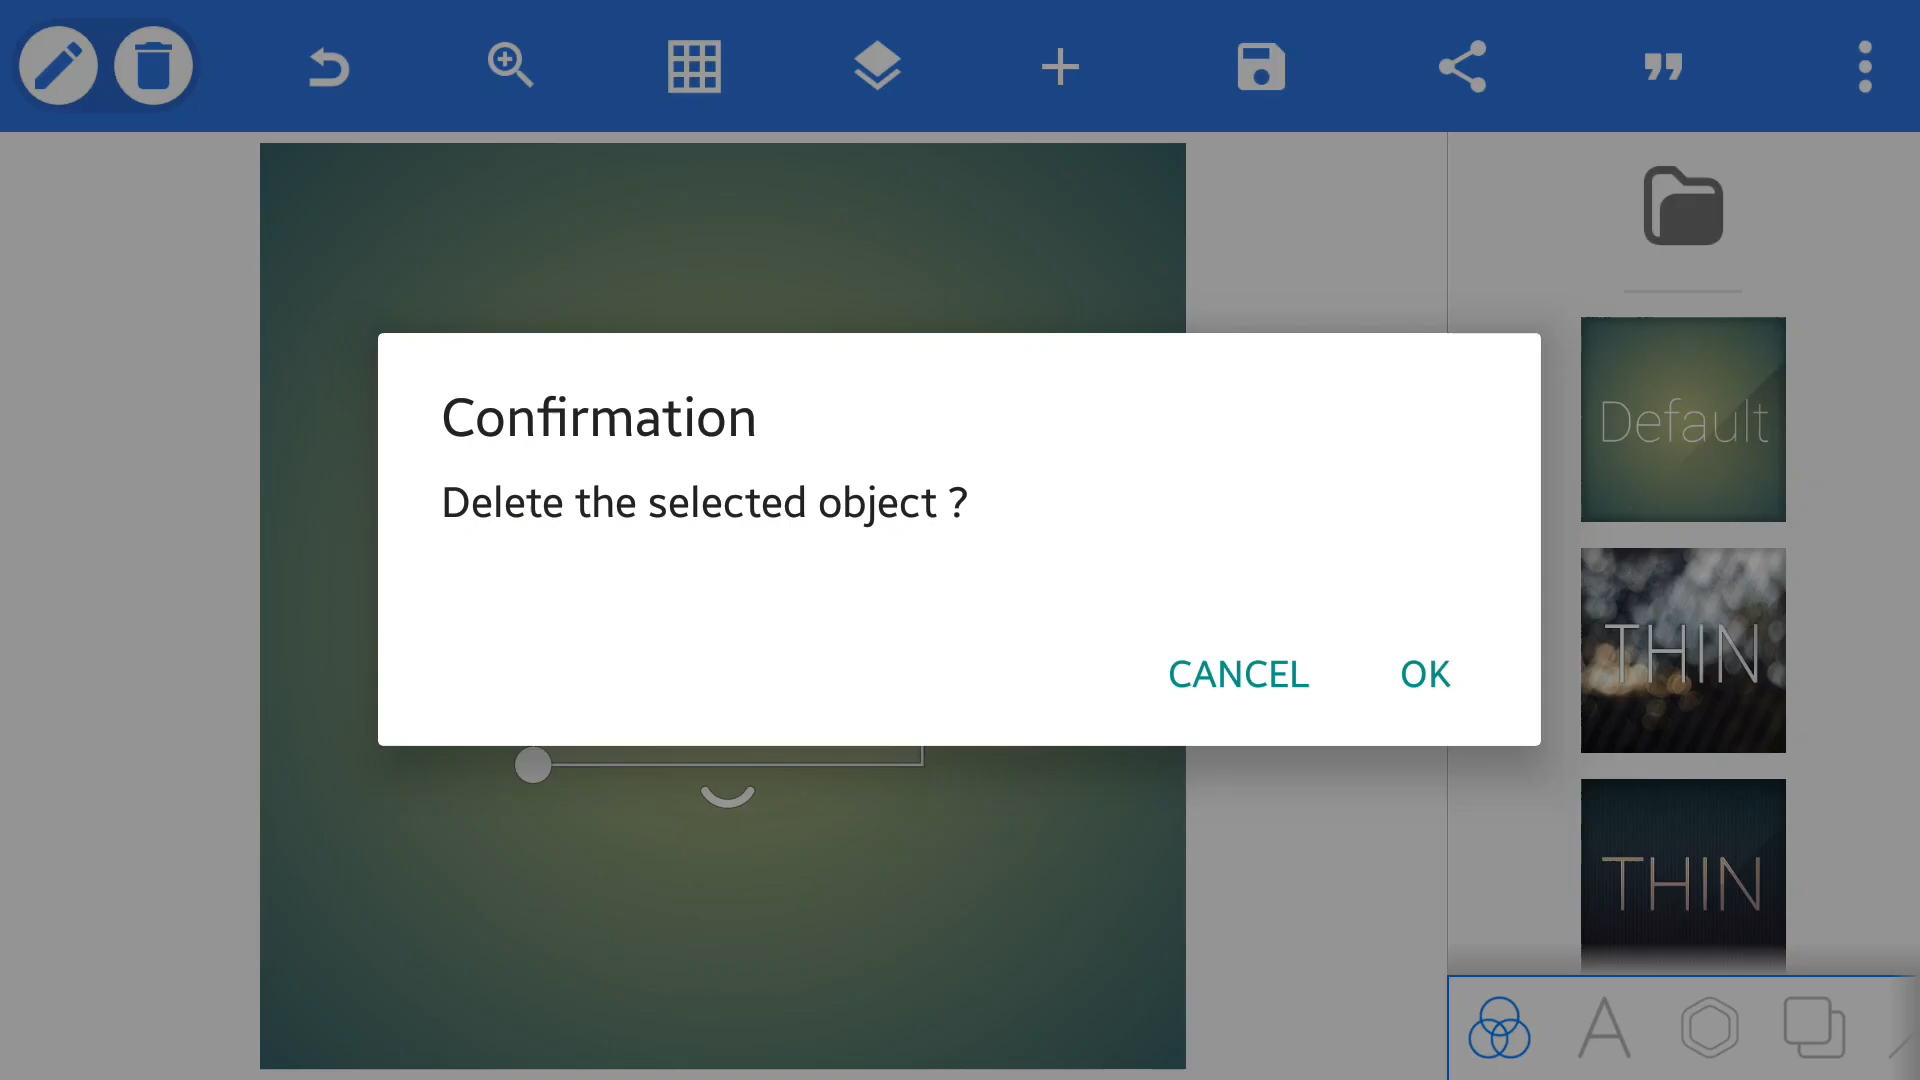 Confirmation
Delete the selected object ?
CANCEL
OK
Default
THIN
THIN